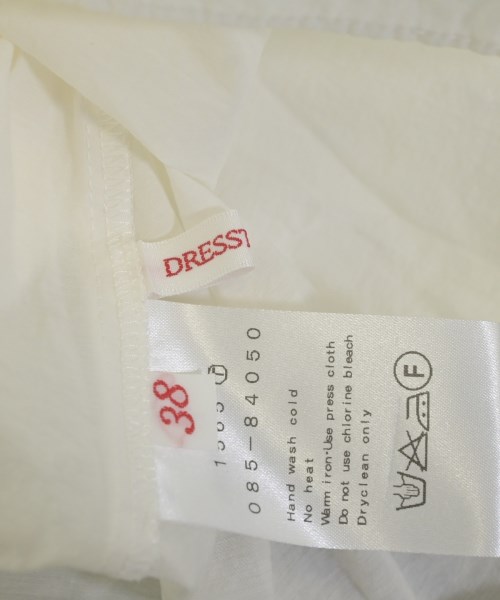 DRESST
38
085-84050
Hand wash cold
No heat
Warm iron·Use press cloth
Do not use chlorine bleach
Dryclean only
F